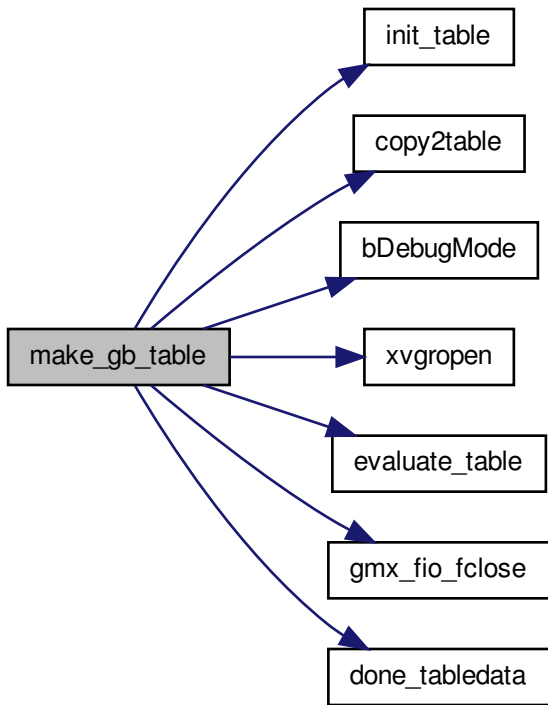 init_table
copy2table
bDebugMode
make_gb_table
xvgropen
evaluate_table
gmx_fio_fclose
done_tabledata